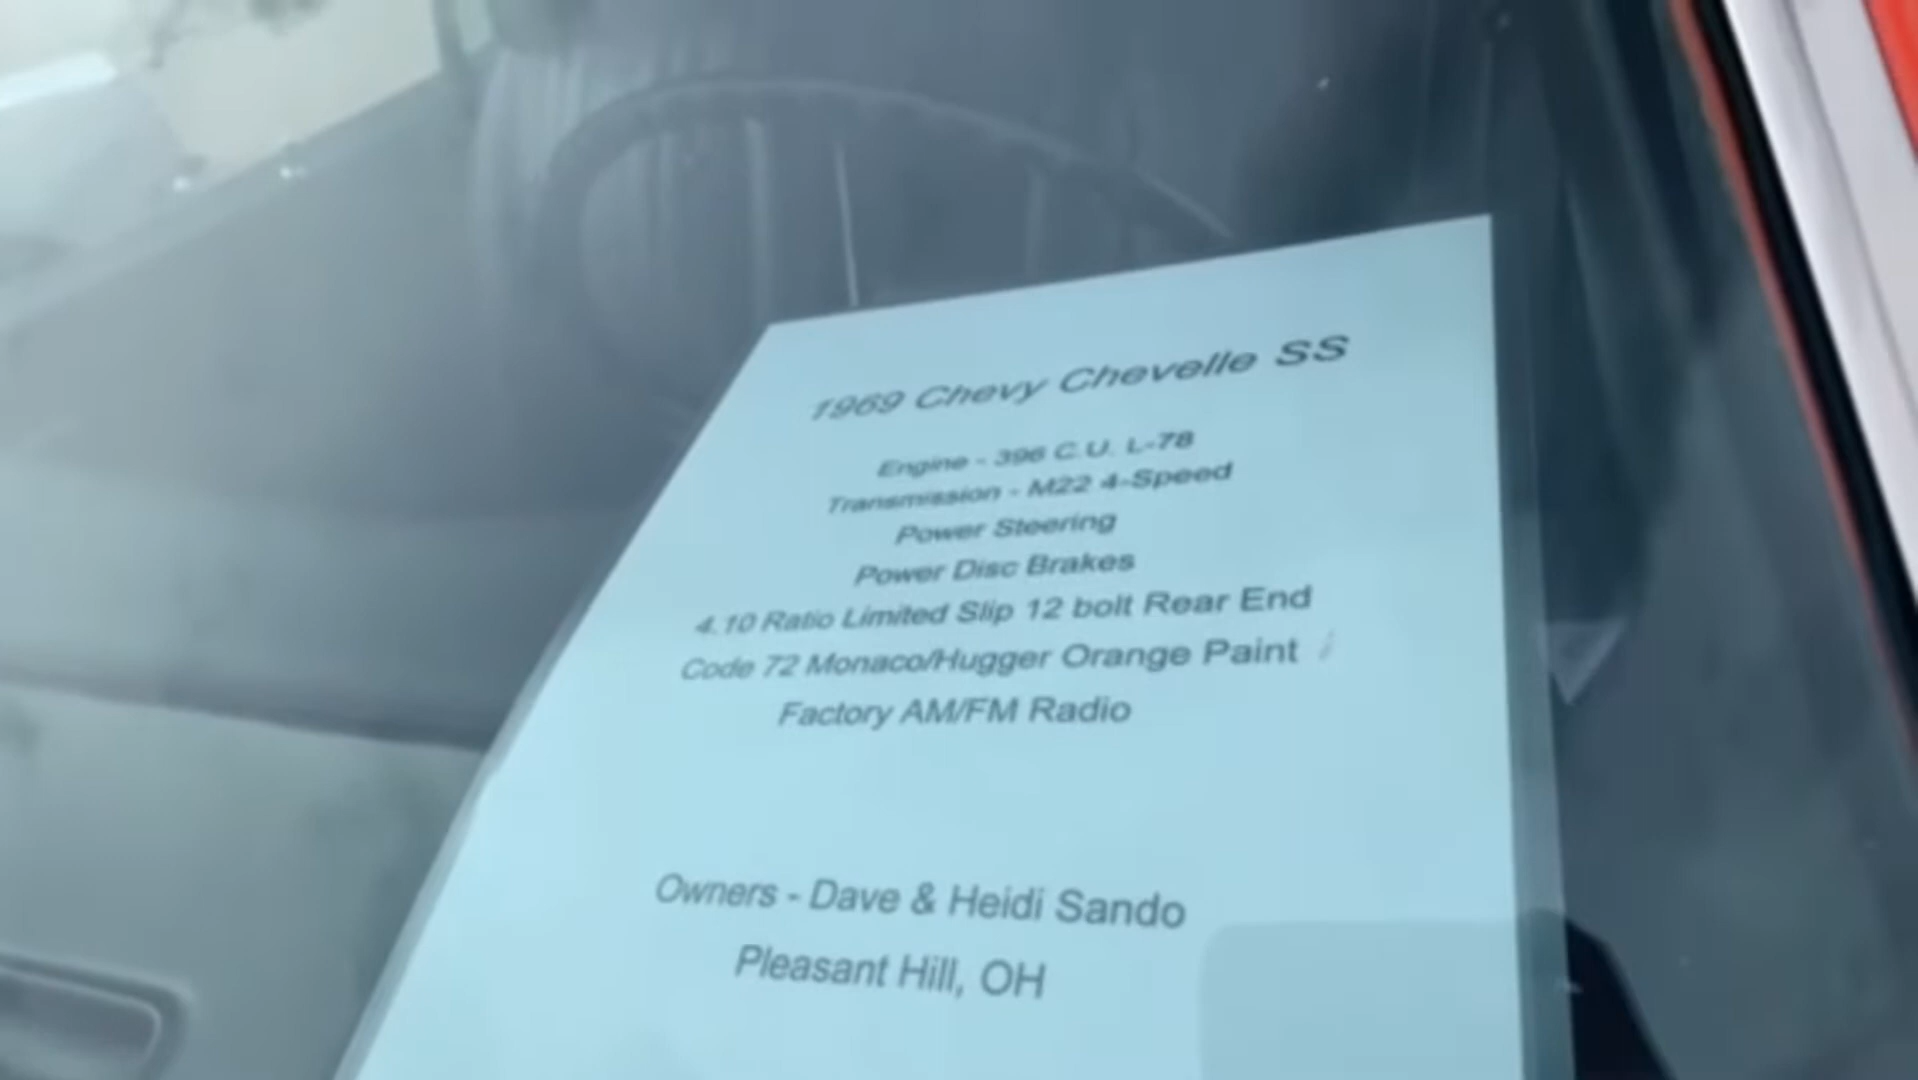 1969 Chevy Chevelle SS
Engine - 396 C.U. L-78
Transmission - M22 4-Speed
Power Steering
Power Disc Brakes
4.10 Ratio Limited Slip 12 bolt Rear End
Code 72 Monaco/Hugger Orange Paint
Factory AM/FM Radio
Owners - Dave & Heidi Sando
Pleasant Hill, OH